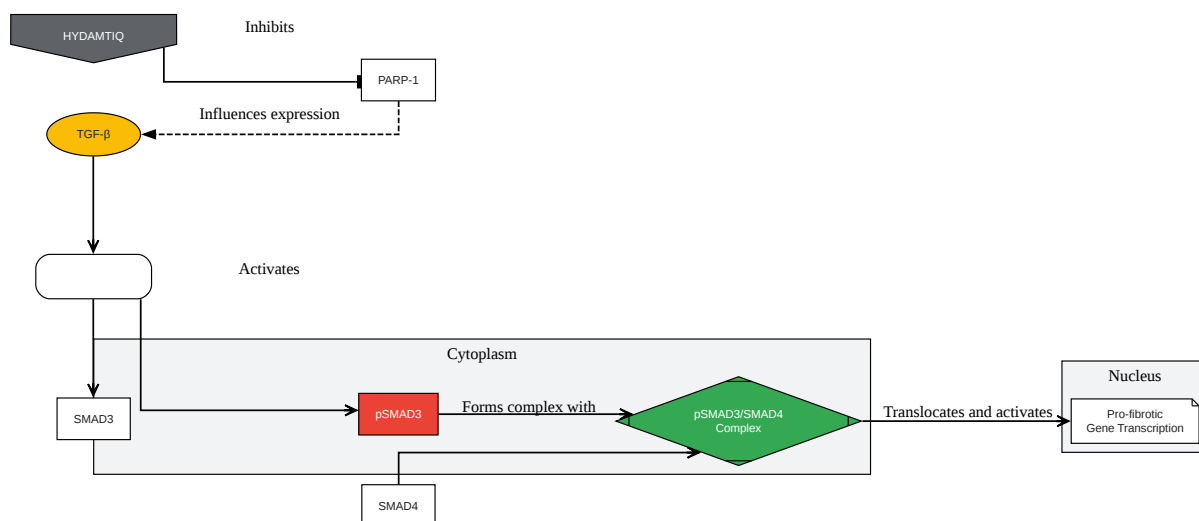 Inhibits
HYDAMTIQ
PARP-1
Influences expression
TGF-β
Activates
Cytoplasm
Nucleus
SMAD3
pSMAD3
Forms complex with
pSMAD3/SMAD4
Complex
Translocates and activates
Pro-fibrotic
Gene Transcription
SMAD4